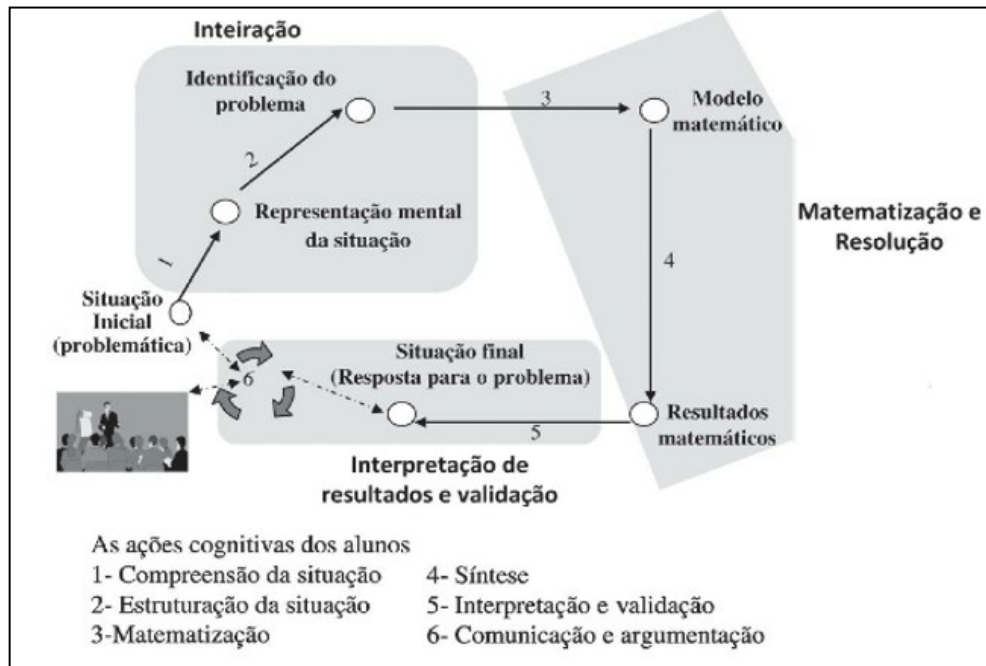 Inteiração
Identificação do
problema
3
Modelo
matemático
2
Representação mental
da situação
Matematização e
Resolução
1
4
Situação
Inicial
(problemática)
Situação final
(Resposta para o problema)
6
Resultados
matemáticos
5
Interpretação de
resultados e validação
As ações cognitivas dos alunos
1- Compreensão da situação
2- Estruturação da situação
3-Matematização
4- Síntese
5- Interpretação e validação
6- Comunicação e argumentação